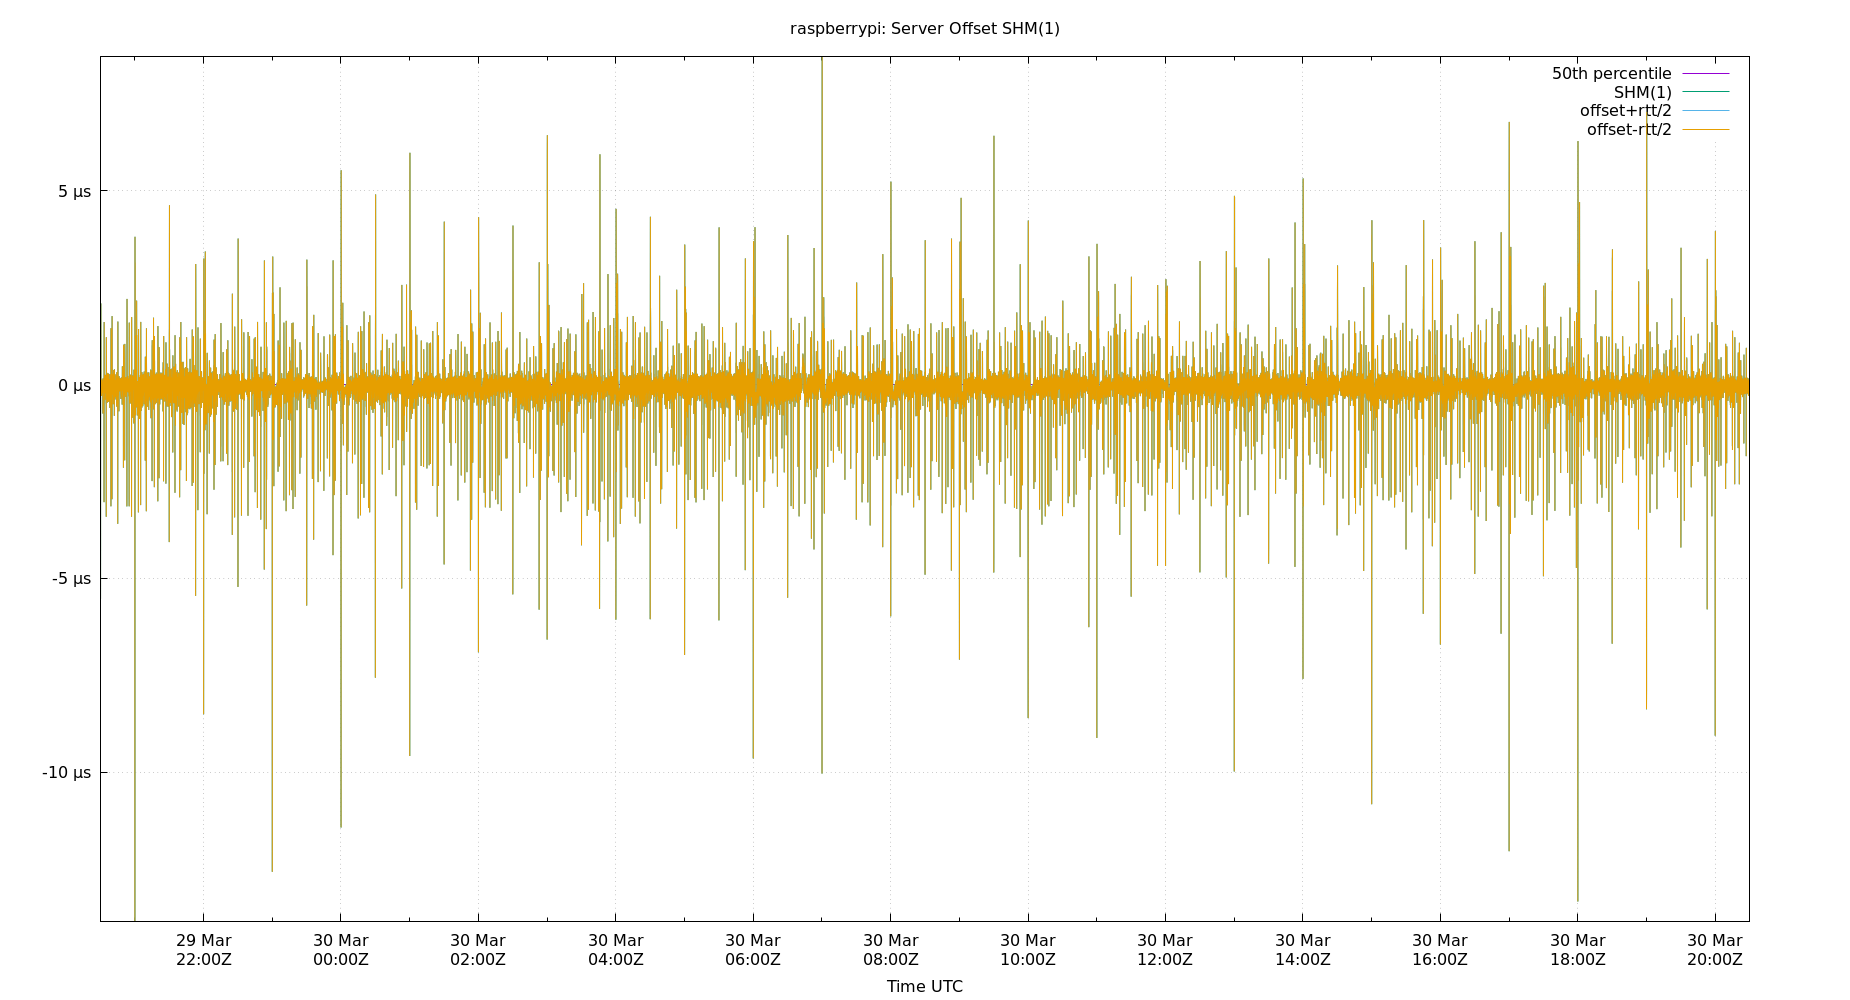 raspberrypi: Server Offset SHM(1)
50th percentile
SHM(1)
offset+rtt/2
offset-rtt/2
5 µs
0 µs
-5 µs
-10 µs
29 Mar 30 Mar 30 Mar 30 Mar 30 Mar 30 Mar 30 Mar 30 Mar 30 Mar 30 Mar 30 Mar 30 Mar
22:00Z 00:00Z 02:00Z 04:00Z 06:00Z 08:00Z 10:00Z 12:00Z 14:00Z 16:00Z 18:00Z 20:00Z
Time UTC